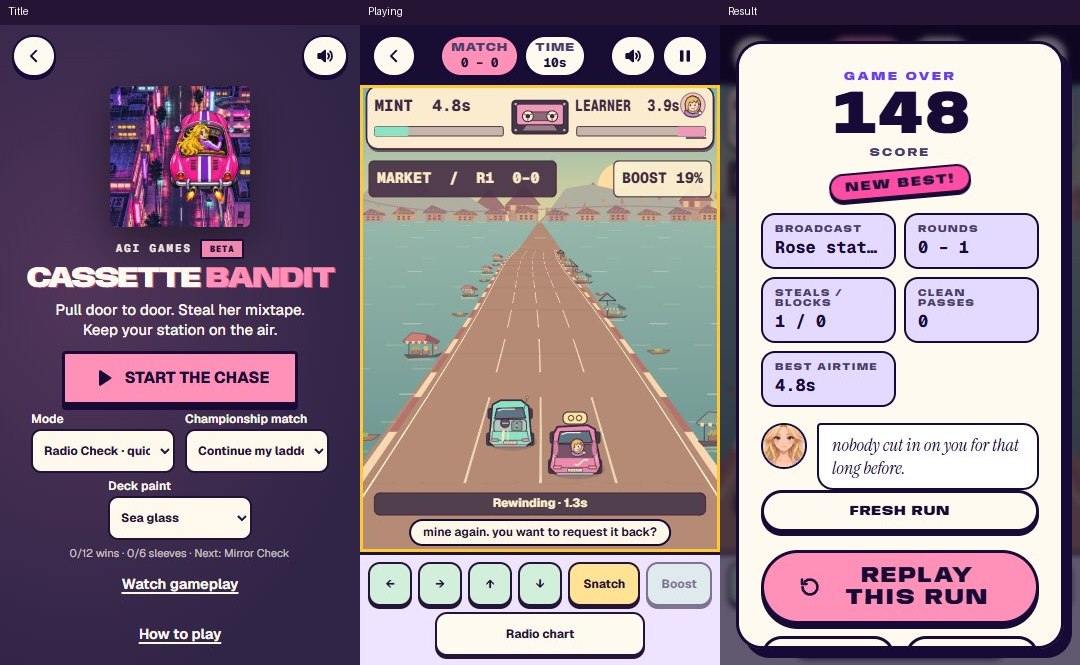 Title
AGI GAMES BETA
CASSETTE BANDIT
Pull door to door. Steal her mixtape.
Keep your station on the air.
START THE CHASE
Mode
Championship match
Radio Check · quic
Continue my ladde
Deck paint
Sea glass
0/12 wins · 0/6 sleeves · Next: Mirror Check
Watch gameplay
How to play
Playing
MATCH
0 – 0
TIME
10s
MINT 4.8s
LEARNER 3.9s
MARKET / R1 0-0
BOOST 19%
Rewinding · 1.3s
mine again. you want to request it back?
← → ↑ ↓ Snatch Boost
Radio chart
Result
GAME OVER
148
SCORE
NEW BEST!
BROADCAST
Rose stat…
ROUNDS
0 – 1
STEALS /
BLOCKS
1 / 0
CLEAN
PASSES
0
BEST AIRTIME
4.8s
nobody cut in on you for that
long before.
FRESH RUN
REPLAY
THIS RUN